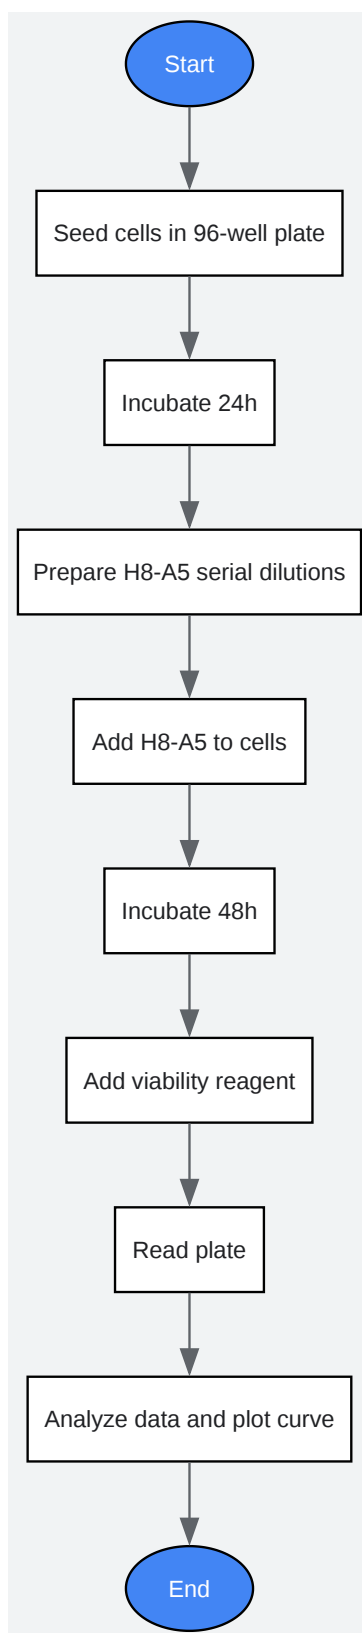 Start
Seed cells in 96-well plate
Incubate 24h
Prepare H8-A5 serial dilutions
Add H8-A5 to cells
Incubate 48h
Add viability reagent
Read plate
Analyze data and plot curve
End